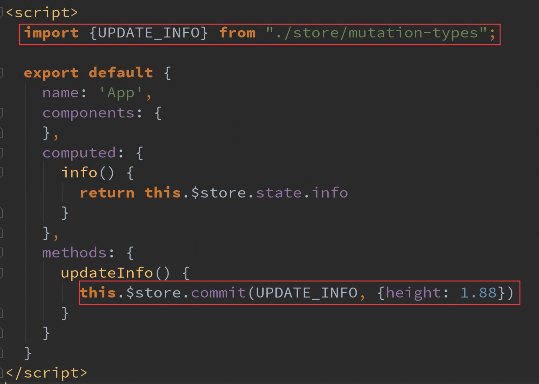 <script>
import {UPDATE_INFO} from "./store/mutation-types";
export default {
name: 'App',
components: {
},
computed: {
info() {
return this.$store.state.info
}
},
methods: {
updateInfo() {
this.$store.commit(UPDATE_INFO, {height: 1.88})
}
}
}
</script>